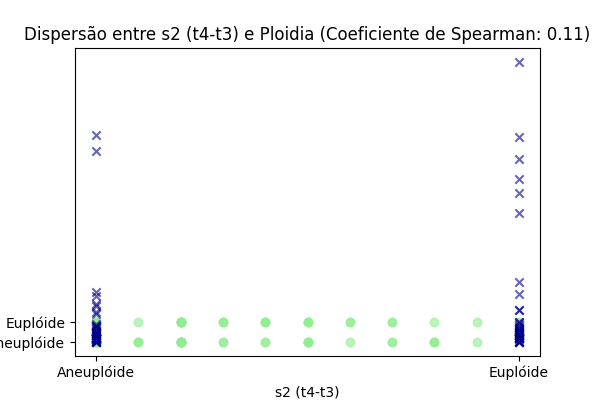 Dispersão entre s2 (t4-t3) e Ploidia (Coeficiente de Spearman: 0.11)
Euplóide
neuplóide
Aneuplóide
Euplóide
s2 (t4-t3)